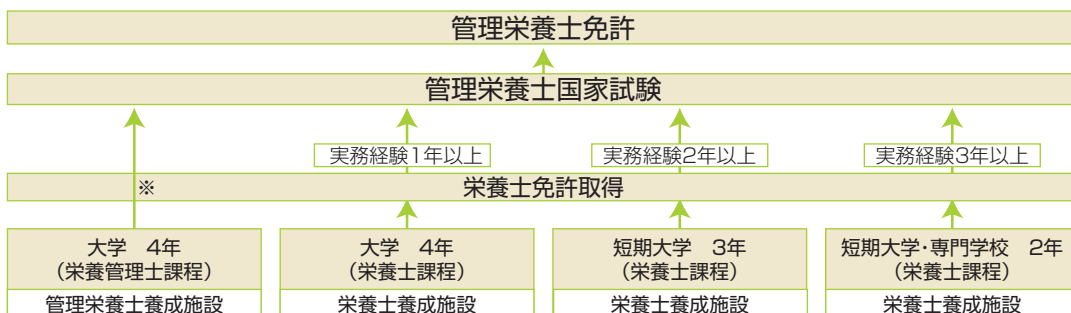 管理栄養士免許
管理栄養士国家試験
実務経験1年以上
実務経験2年以上
実務経験3年以上
※
栄養士免許取得
大学　4年
（栄養管理士課程）
管理栄養士養成施設
大学　4年
（栄養士課程）
栄養士養成施設
短期大学　3年
（栄養士課程）
栄養士養成施設
短期大学・専門学校　2年
（栄養士課程）
栄養士養成施設